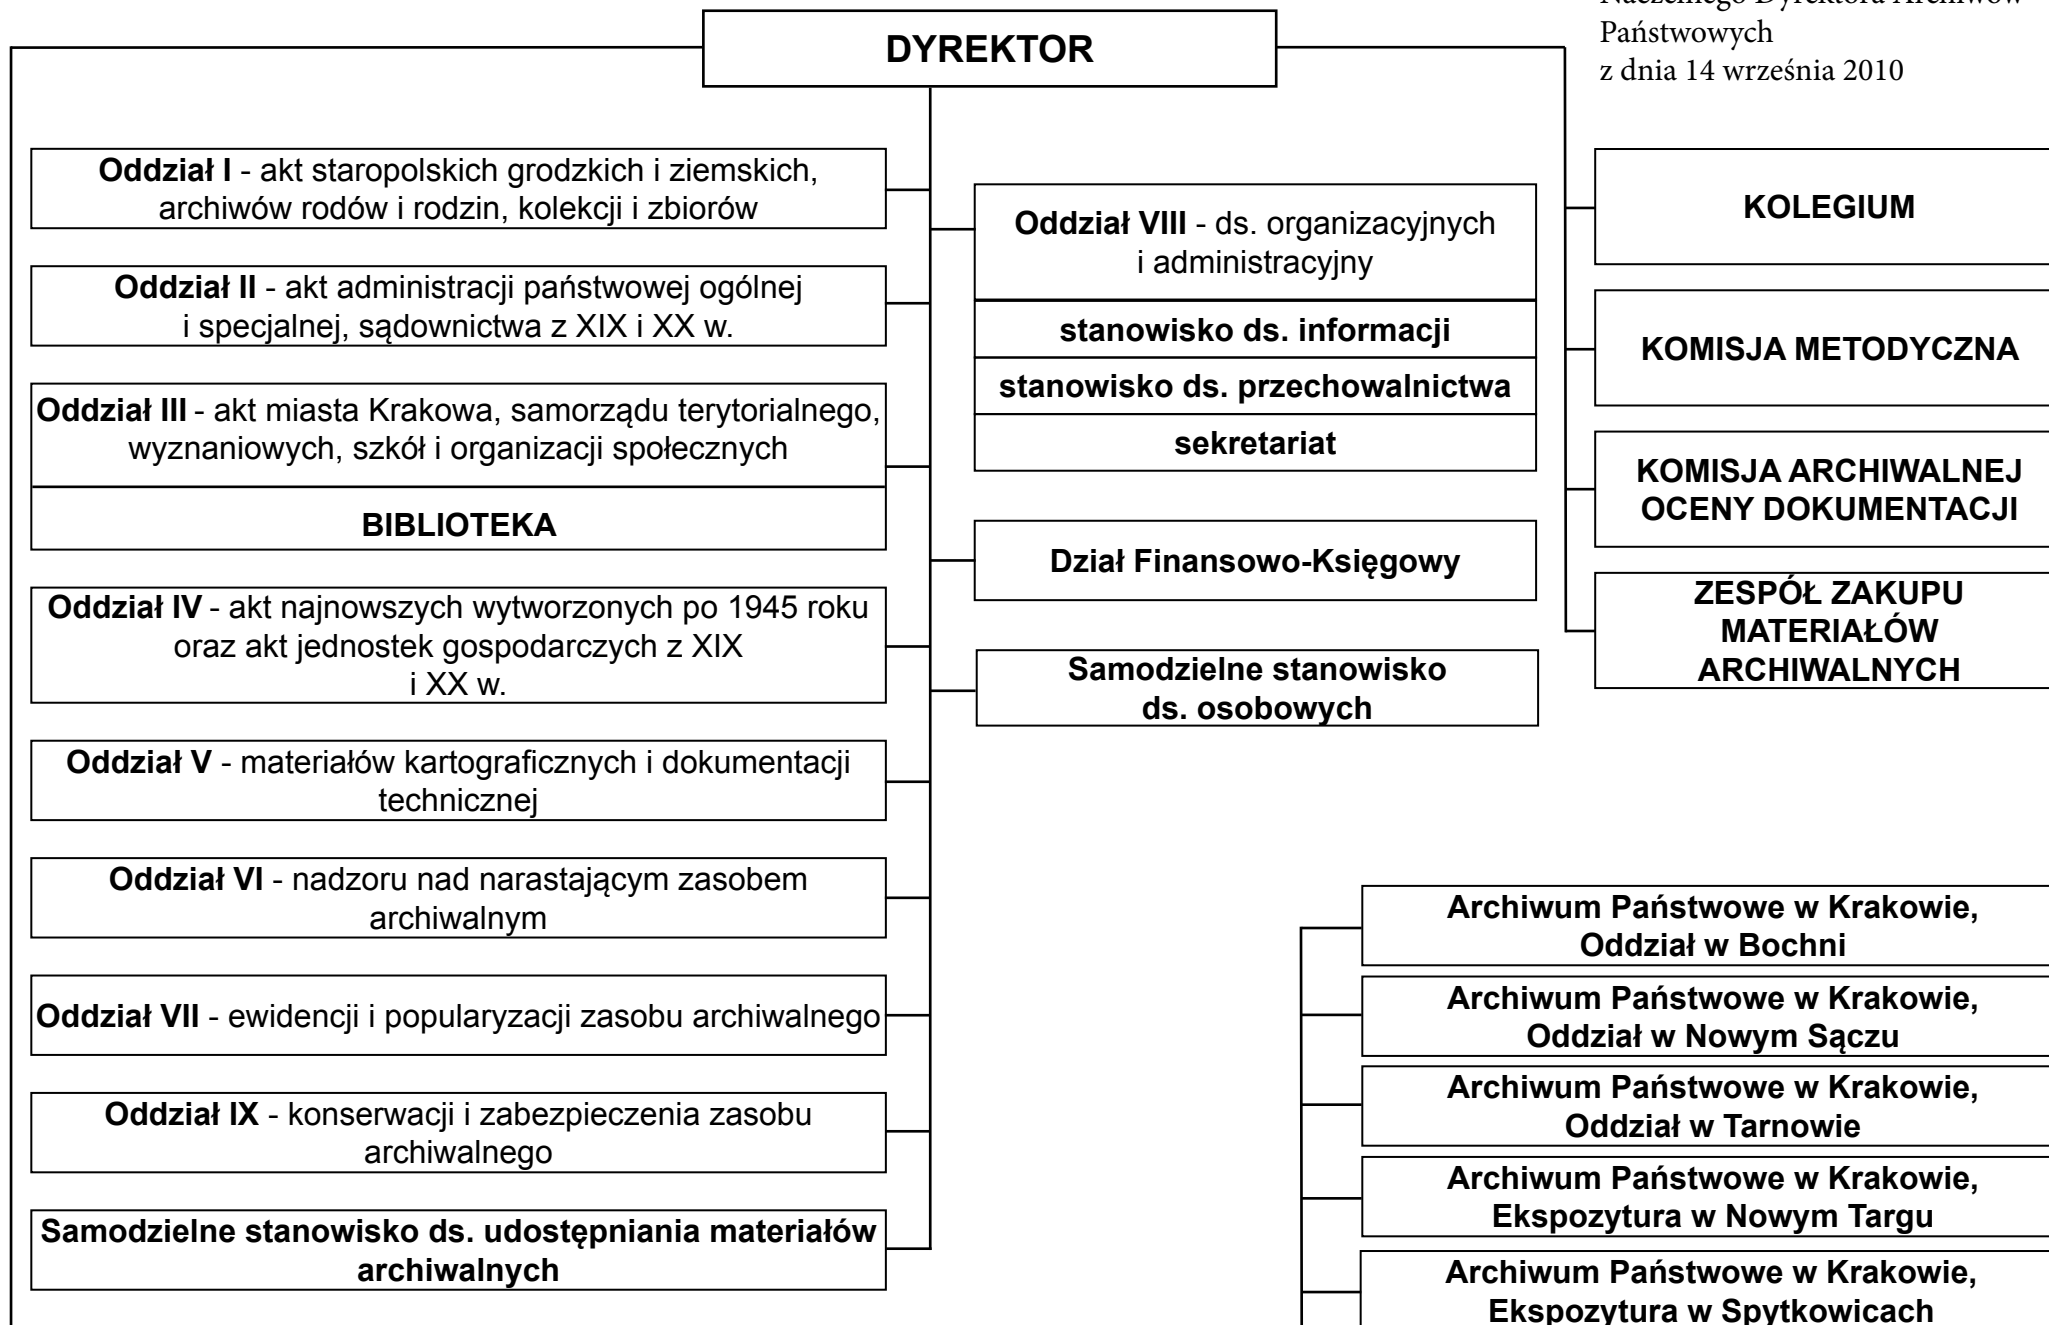 Naczelnego Dyrektora Archiwów
Państwowych
z dnia 14 września 2010
DYREKTOR
Oddział I - akt staropolskich grodzkich i ziemskich,
archiwów rodów i rodzin, kolekcji i zbiorów
Oddział II - akt administracji państwowej ogólnej
i specjalnej, sądownictwa z XIX i XX w.
Oddział III - akt miasta Krakowa, samorządu terytorialnego,
wyznaniowych, szkół i organizacji społecznych
BIBLIOTEKA
Oddział IV - akt najnowszych wytworzonych po 1945 roku
oraz akt jednostek gospodarczych z XIX
i XX w.
Oddział V - materiałów kartograficznych i dokumentacji
technicznej
Oddział VI - nadzoru nad narastającym zasobem
archiwalnym
Oddział VII - ewidencji i popularyzacji zasobu archiwalnego
Oddział IX - konserwacji i zabezpieczenia zasobu
archiwalnego
Samodzielne stanowisko ds. udostępniania materiałów
archiwalnych
Oddział VIII - ds. organizacyjnych
i administracyjny
stanowisko ds. informacji
stanowisko ds. przechowalnictwa
sekretariat
Dział Finansowo-Księgowy
Samodzielne stanowisko
ds. osobowych
KOLEGIUM
KOMISJA METODYCZNA
KOMISJA ARCHIWALNEJ
OCENY DOKUMENTACJI
ZESPÓŁ ZAKUPU
MATERIAŁÓW
ARCHIWALNYCH
Archiwum Państwowe w Krakowie,
Oddział w Bochni
Archiwum Państwowe w Krakowie,
Oddział w Nowym Sączu
Archiwum Państwowe w Krakowie,
Oddział w Tarnowie
Archiwum Państwowe w Krakowie,
Ekspozytura w Nowym Targu
Archiwum Państwowe w Krakowie,
Ekspozytura w Spytkowicach